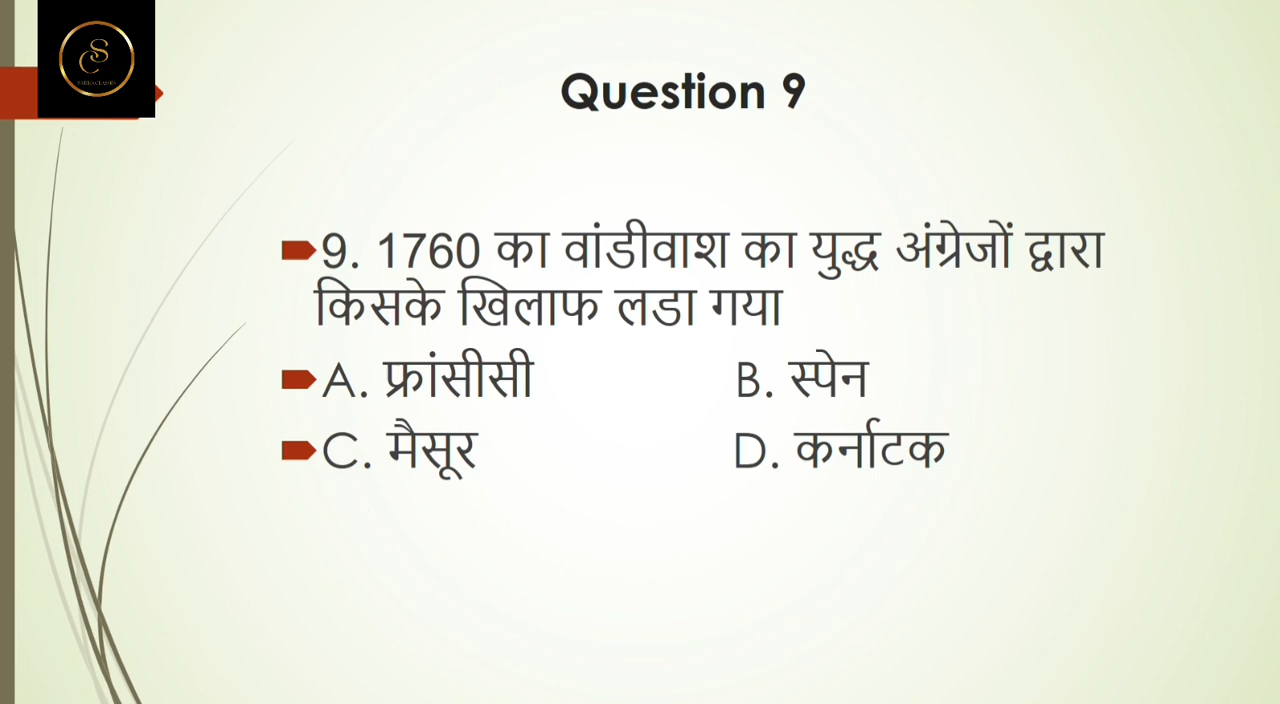 Question 9
9. 1760 का वांडीवाश का युद्ध अंग्रेजों द्वारा
किसके खिलाफ लडा गया
A. फ्रांसीसी B. स्पेन
C. मैसूर D. कर्नाटक